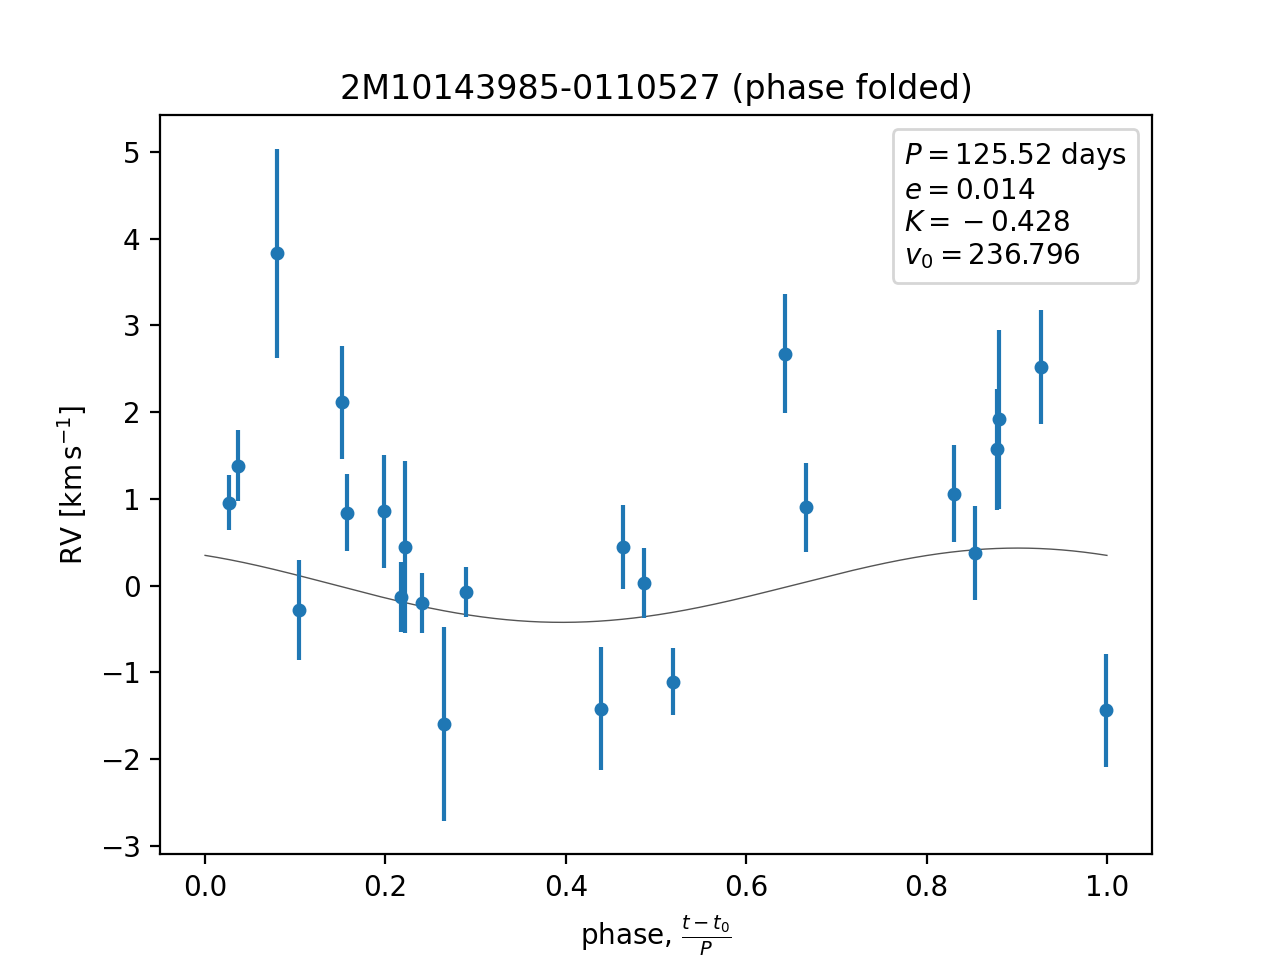 2M10143985-0110527 (phase folded)
P = 125.52 days
e = 0.014
K = −0.428
v₀ = 236.796
RV [km s⁻¹]
5
4
3
2
1
0
−1
−2
−3
0.0 0.2 0.4 0.6 0.8 1.0
phase, (t − t₀)/P